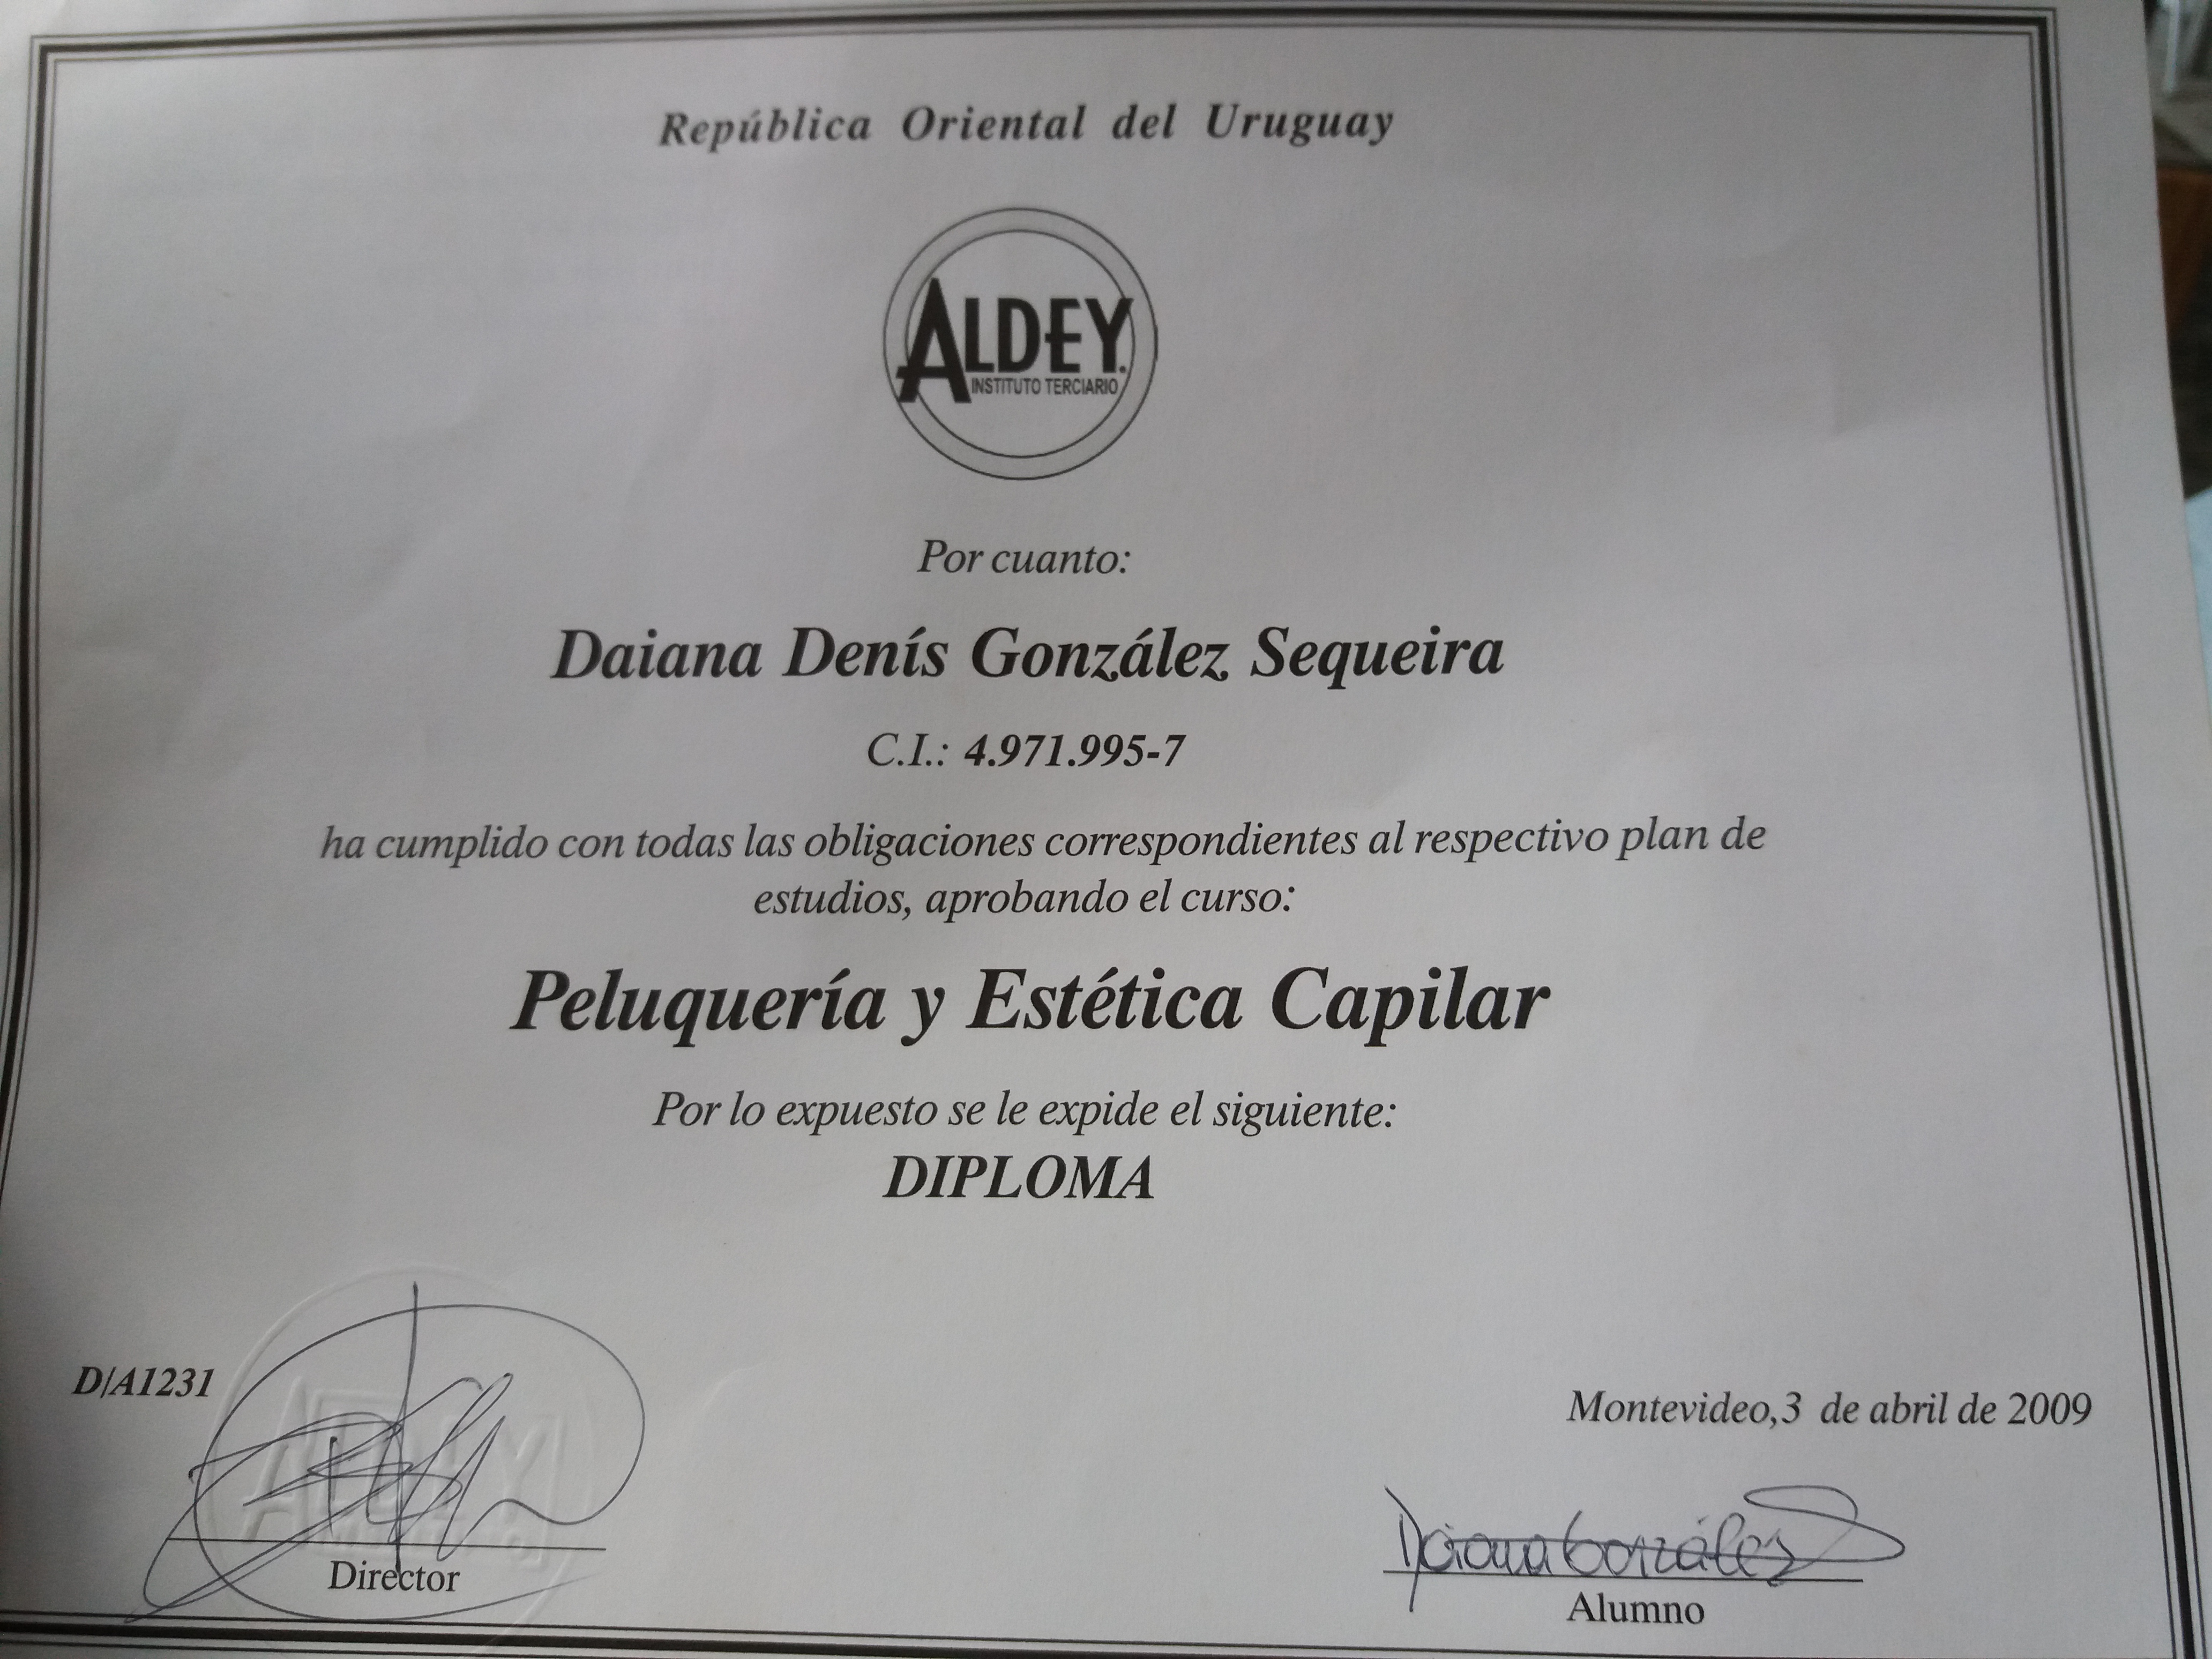 República Oriental del Uruguay
ALDEY.
INSTITUTO TERCIARIO
Por cuanto:
Daiana Denís González Sequeira
C.I.: 4.971.995-7
ha cumplido con todas las obligaciones correspondientes al respectivo plan de
estudios, aprobando el curso:
Peluquería y Estética Capilar
Por lo expuesto se le expide el siguiente:
DIPLOMA
D/A1231
Montevideo,3 de abril de 2009
ALDEY
Director
Daiana González
Alumno